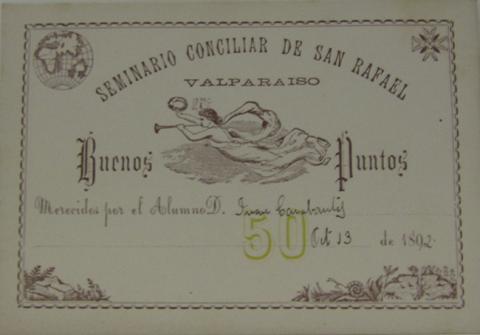 SEMINARIO CONCILIAR DE SAN RAFAEL
VALPARAISO
Buenos Puntos
Merecidos por el Alumno D. Juan
50 Oct 13 de 1892